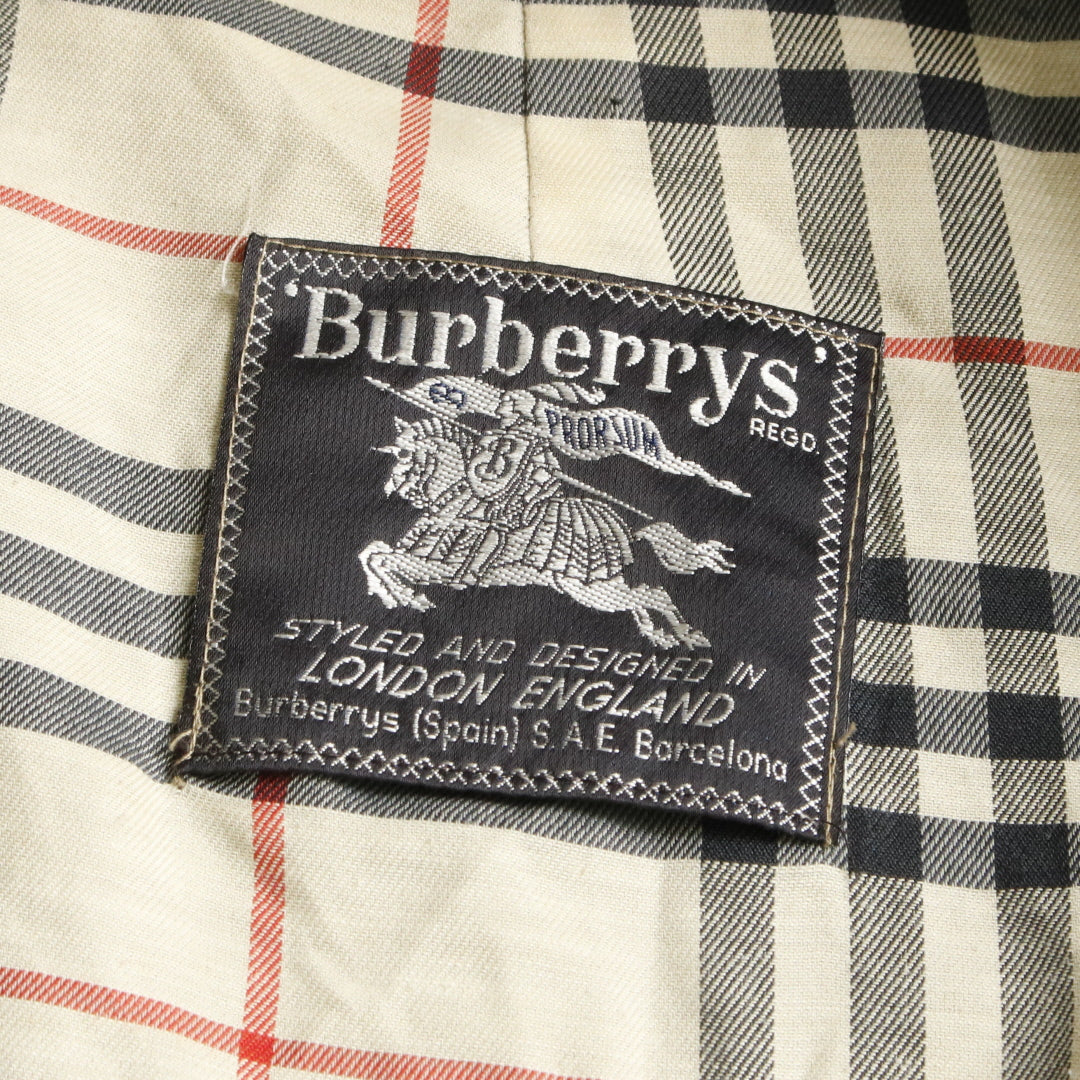 'Burberrys'
REGD.
PRORSUM
B
STYLED AND DESIGNED IN
LONDON ENGLAND
Burberrys (Spain) S.A.E. Barcelona